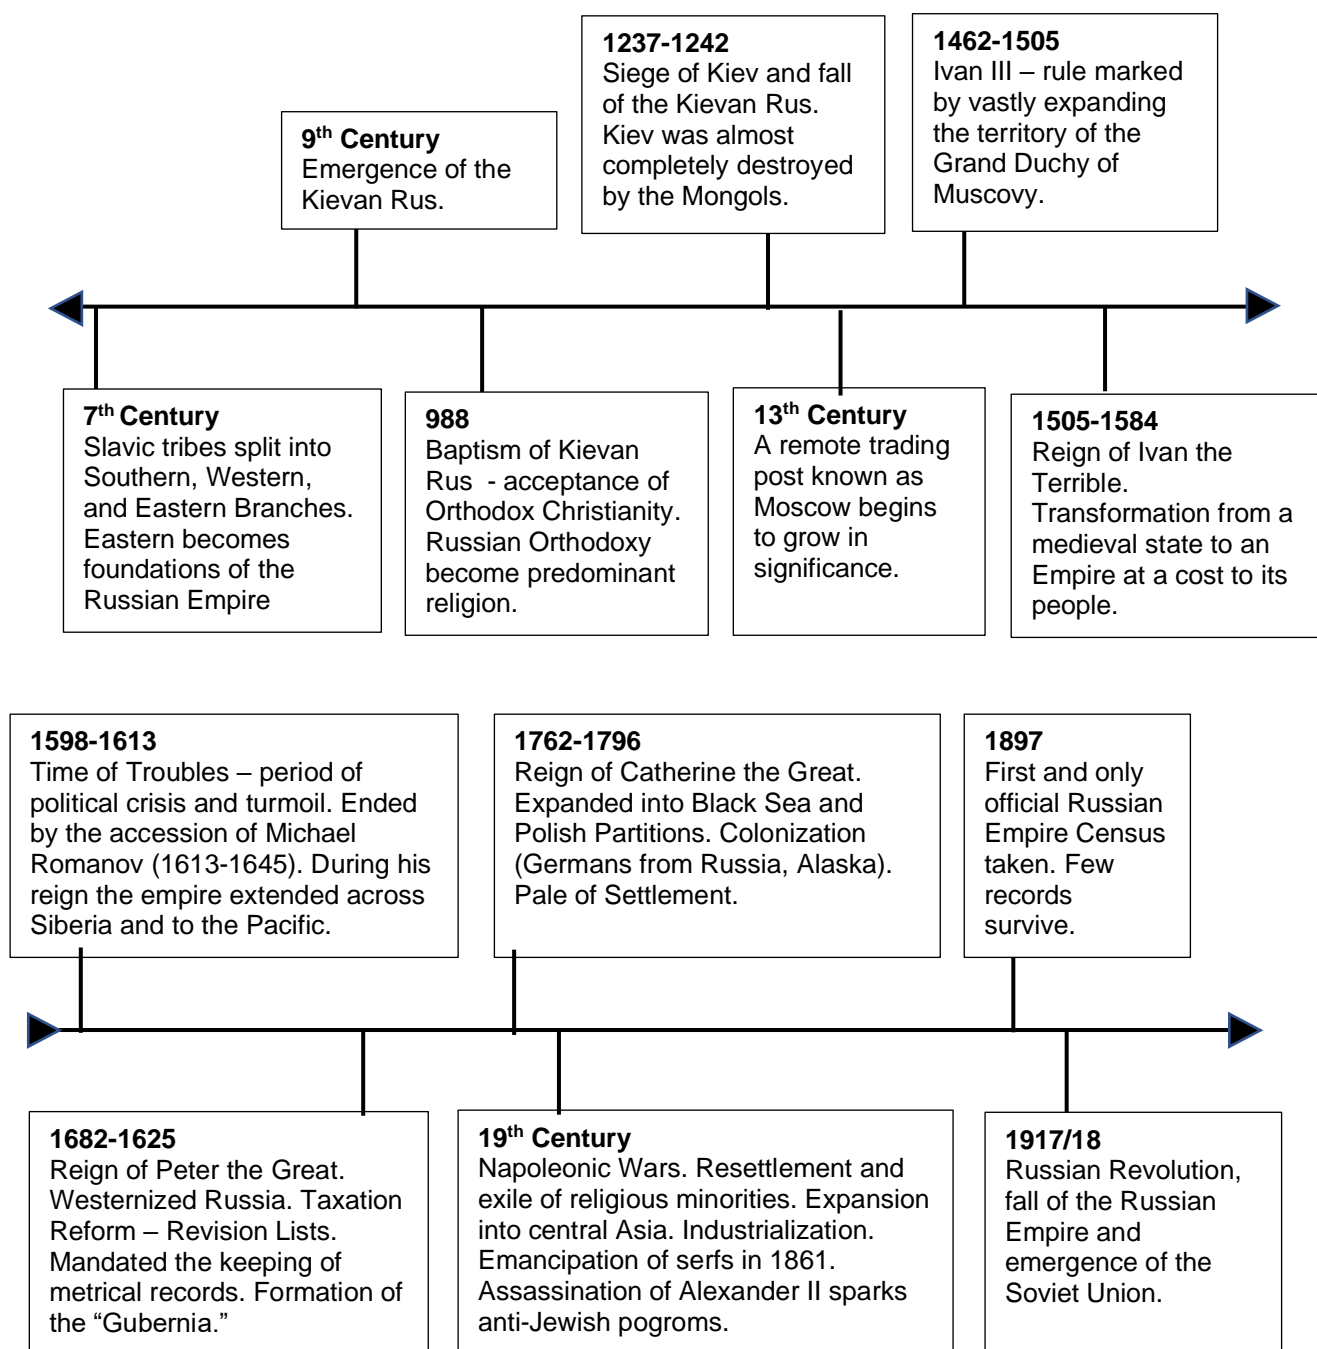 1237-1242
Siege of Kiev and fall
of the Kievan Rus.
Kiev was almost
completely destroyed
by the Mongols.
1462-1505
Ivan III – rule marked
by vastly expanding
the territory of the
Grand Duchy of
Muscovy.
9th Century
Emergence of the
Kievan Rus.
7th Century
Slavic tribes split into
Southern, Western,
and Eastern Branches.
Eastern becomes
foundations of the
Russian Empire
988
Baptism of Kievan
Rus - acceptance of
Orthodox Christianity.
Russian Orthodoxy
become predominant
religion.
13th Century
A remote trading
post known as
Moscow begins
to grow in
significance.
1505-1584
Reign of Ivan the
Terrible.
Transformation from a
medieval state to an
Empire at a cost to its
people.
1598-1613
Time of Troubles – period of
political crisis and turmoil. Ended
by the accession of Michael
Romanov (1613-1645). During his
reign the empire extended across
Siberia and to the Pacific.
1762-1796
Reign of Catherine the Great.
Expanded into Black Sea and
Polish Partitions. Colonization
(Germans from Russia, Alaska).
Pale of Settlement.
1897
First and only
official Russian
Empire Census
taken. Few
records
survive.
1682-1625
Reign of Peter the Great.
Westernized Russia. Taxation
Reform – Revision Lists.
Mandated the keeping of
metrical records. Formation of
the “Gubernia.”
19th Century
Napoleonic Wars. Resettlement and
exile of religious minorities. Expansion
into central Asia. Industrialization.
Emancipation of serfs in 1861.
Assassination of Alexander II sparks
anti-Jewish pogroms.
1917/18
Russian Revolution,
fall of the Russian
Empire and
emergence of the
Soviet Union.